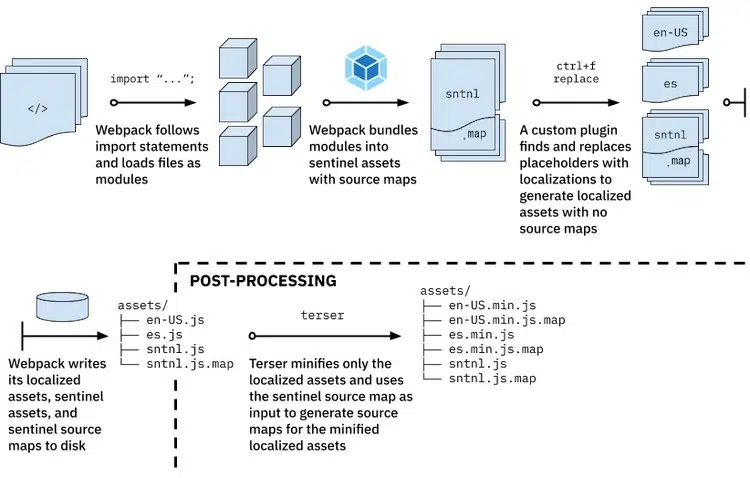 </>
import “...”;
Webpack follows
import statements
and loads files as
modules
Webpack bundles
modules into
sentinel assets
with source maps
sntnl
.map
ctrl+f
replace
A custom plugin
finds and replaces
placeholders with
localizations to
generate localized
assets with no
source maps
en-US
es
sntnl
.map
POST-PROCESSING
Webpack writes
its localized
assets, sentinel
assets, and
sentinel source
maps to disk
assets/
├── en-US.js
├── es.js
├── sntnl.js
└── sntnl.js.map
terser
Terser minifies only the
localized assets and uses
the sentinel source map as
input to generate source
maps for the minified
localized assets
assets/
├── en-US.min.js
├── en-US.min.js.map
├── es.min.js
├── es.min.js.map
├── sntnl.js
└── sntnl.js.map